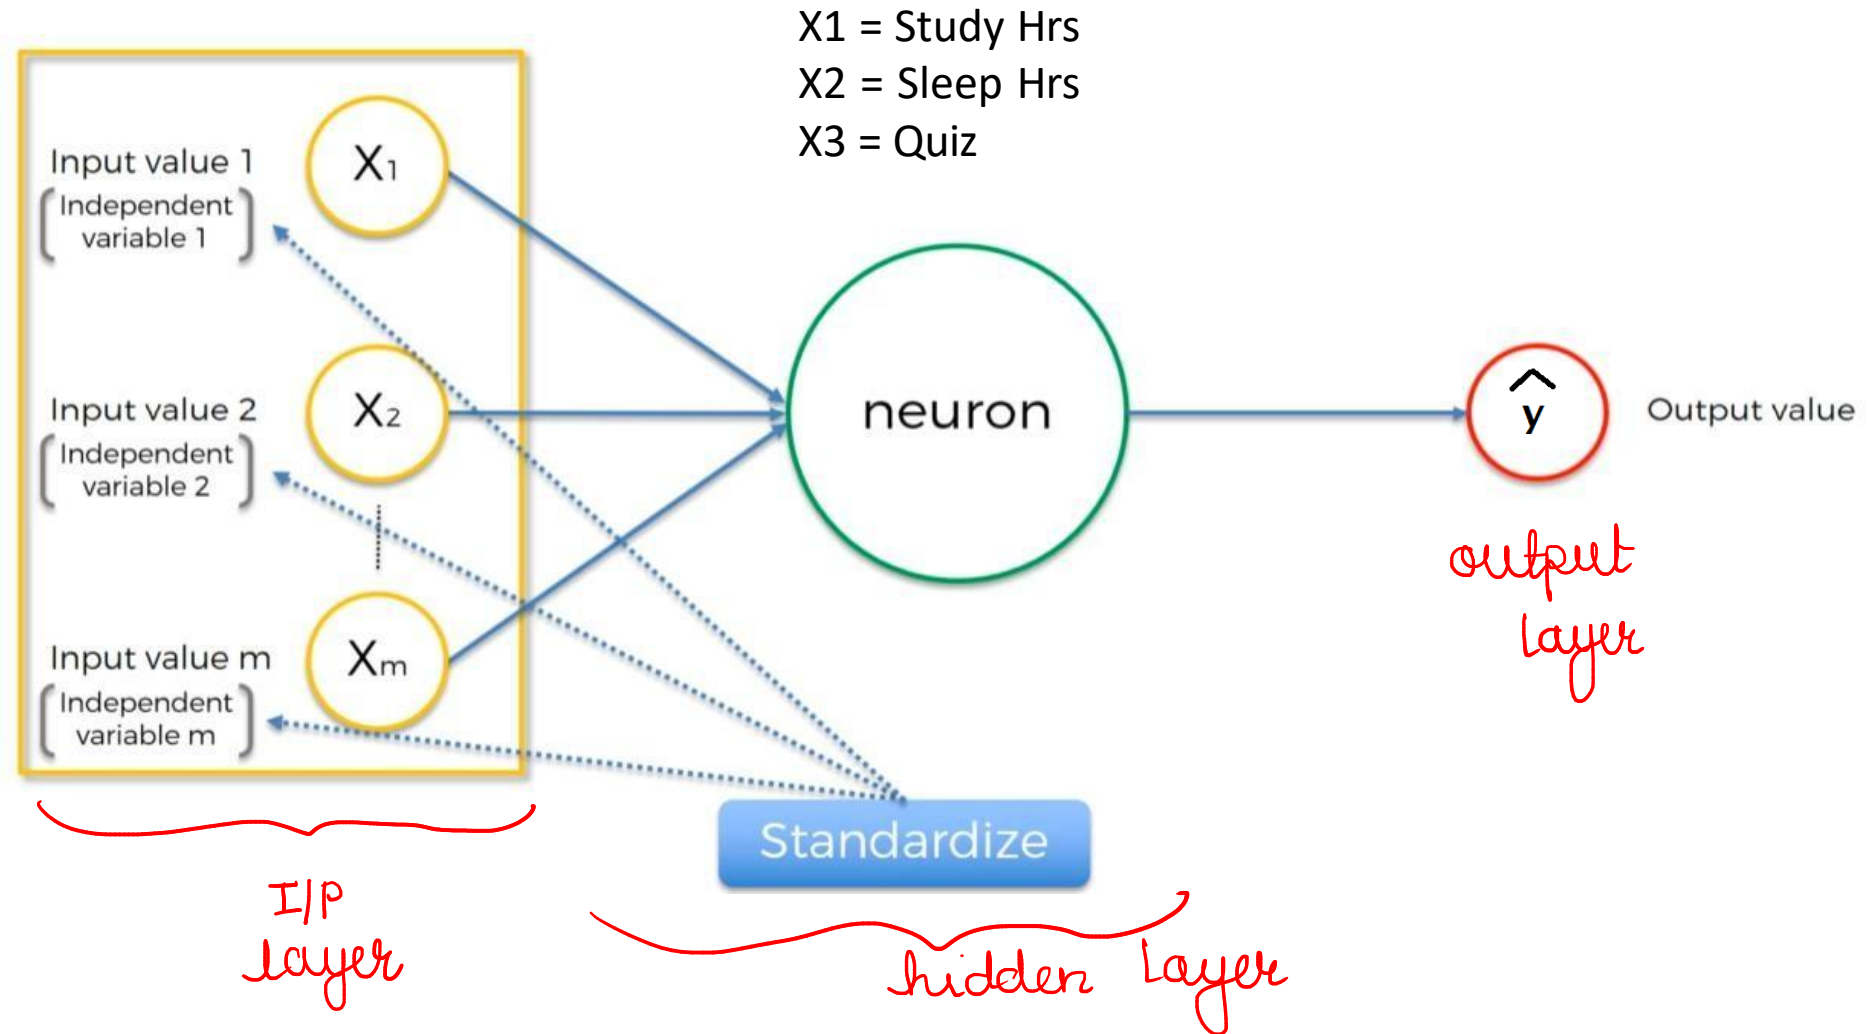 X1 = Study Hrs
X2 = Sleep Hrs
X3 = Quiz
Input value 1
Independent
variable 1
X1
Input value 2
Independent
variable 2
X2
Input value m
Independent
variable m
Xm
neuron
ŷ
Output value
output
layer
Standardize
I/P
layer
hidden layer